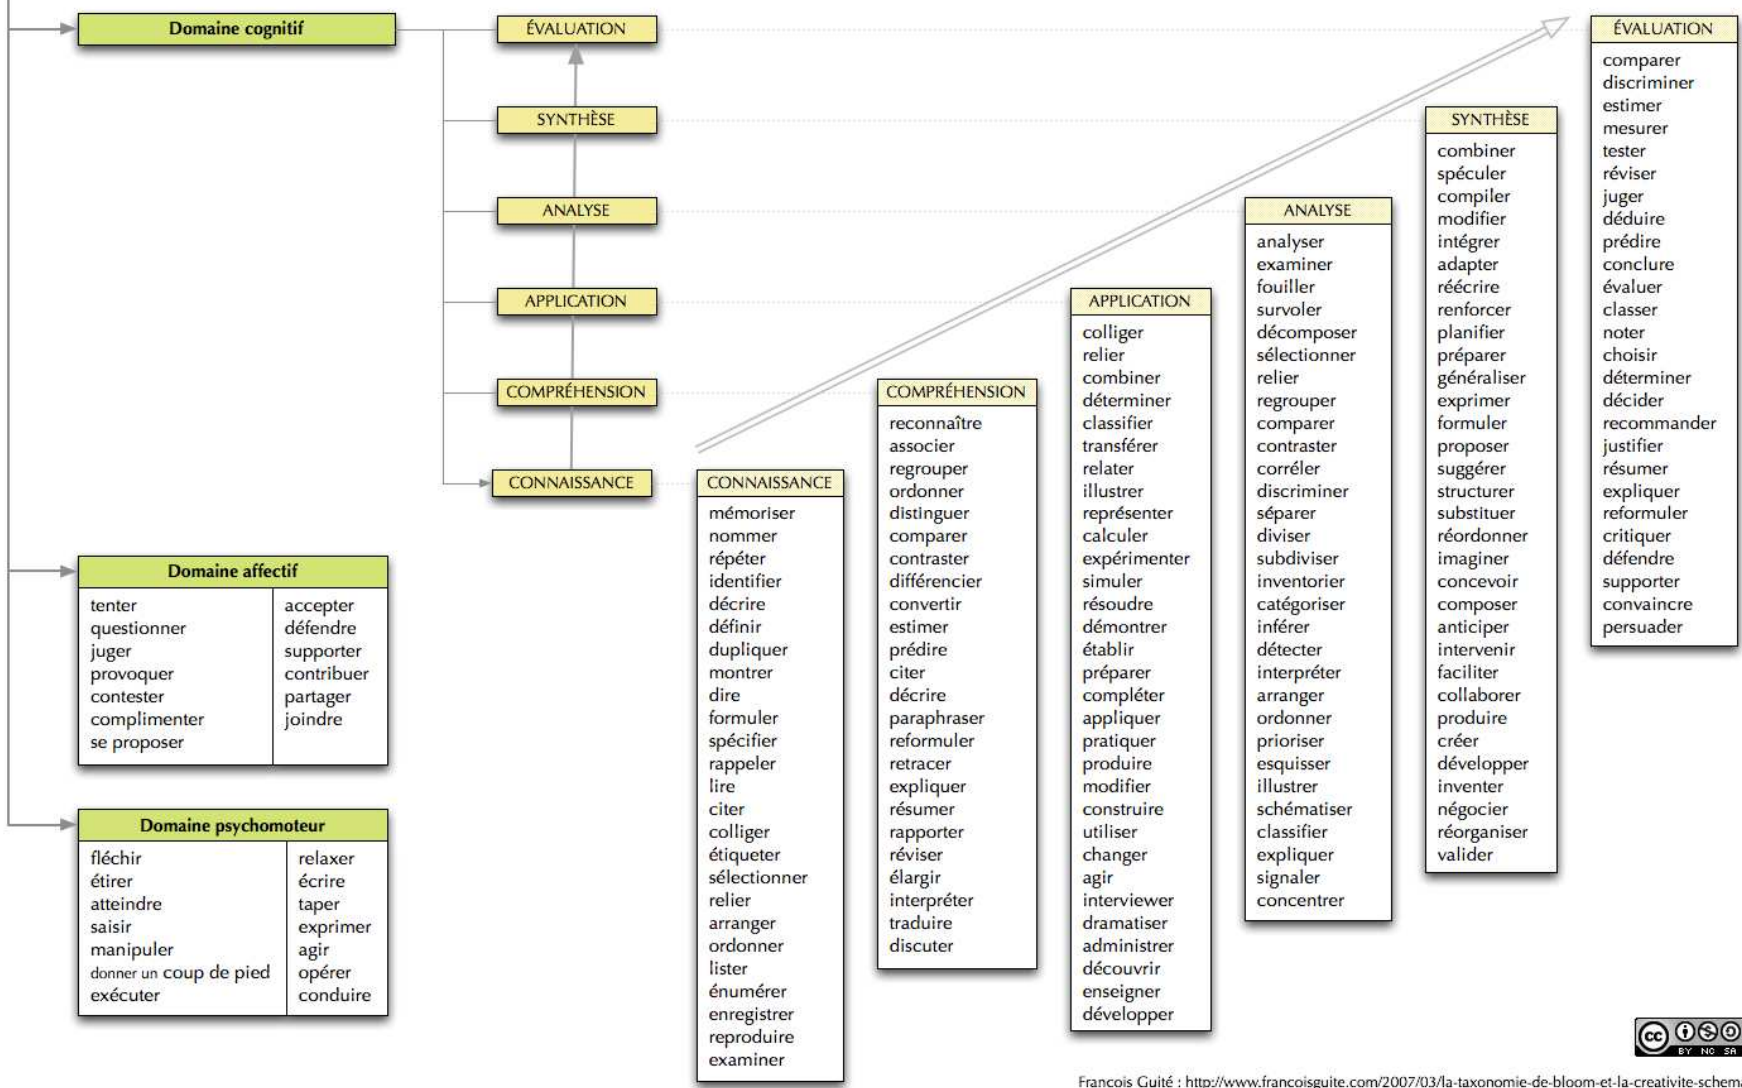 Domaine cognitif
ÉVALUATION
SYNTHÈSE
ANALYSE
APPLICATION
COMPRÉHENSION
CONNAISSANCE
Domaine affectif
tenter
questionner
juger
provoquer
contester
complimenter
se proposer
accepter
défendre
supporter
contribuer
partager
joindre
Domaine psychomoteur
fléchir
étirer
atteindre
saisir
manipuler
donner un coup de pied
exécuter
relaxer
écrire
taper
exprimer
agir
opérer
conduire
CONNAISSANCE
mémoriser
nommer
répéter
identifier
décrire
définir
dupliquer
montrer
dire
formuler
spécifier
rappeler
lire
citer
colliger
étiqueter
sélectionner
relier
arranger
ordonner
lister
énumérer
enregistrer
reproduire
examiner
COMPRÉHENSION
reconnaître
associer
regrouper
ordonner
distinguer
comparer
contraster
différencier
convertir
estimer
prédire
citer
décrire
paraphraser
reformuler
retracer
expliquer
résumer
rapporter
réviser
élargir
interpréter
traduire
discuter
APPLICATION
colliger
relier
combiner
déterminer
classifier
transférer
relater
illustrer
représenter
calculer
expérimenter
simuler
résoudre
démontrer
établir
préparer
compléter
appliquer
pratiquer
produire
modifier
construire
utiliser
changer
agir
interviewer
dramatiser
administrer
découvrir
enseigner
développer
ANALYSE
analyser
examiner
fouiller
survoler
décomposer
sélectionner
relier
regrouper
comparer
contraster
corréler
discriminer
séparer
diviser
subdiviser
inventorier
catégoriser
inférer
détecter
interpréter
arranger
ordonner
prioriser
esquisser
illustrer
schématiser
classifier
expliquer
signaler
concentrer
SYNTHÈSE
combiner
spéculer
compiler
modifier
intégrer
adapter
réécrire
renforcer
planifier
préparer
généraliser
exprimer
formuler
proposer
suggérer
structurer
substituer
réordonner
imaginer
concevoir
composer
anticiper
intervenir
faciliter
collaborer
produire
créer
développer
inventer
négocier
réorganiser
valider
ÉVALUATION
comparer
discriminer
estimer
mesurer
tester
réviser
juger
déduire
prédire
conclure
évaluer
classer
noter
choisir
déterminer
décider
recommander
justifier
résumer
expliquer
reformuler
critiquer
défendre
supporter
convaincre
persuader
cc
BY NC SA
François Guité : http://www.francoisguite.com/2007/03/la-taxonomie-de-bloom-et-la-creativite-schema